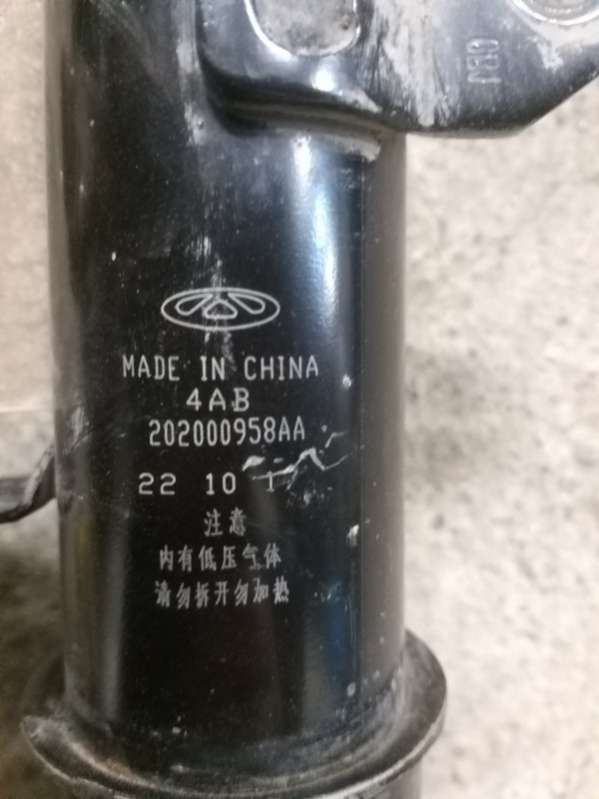 MADE IN CHINA
4AB
202000958AA
22 10
注意
内有低压气体
请勿拆开勿加热